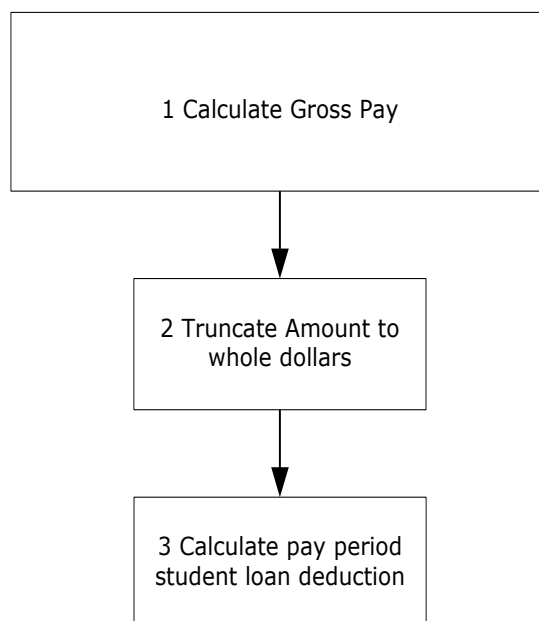 1 Calculate Gross Pay
2 Truncate Amount to
whole dollars
3 Calculate pay period
student loan deduction